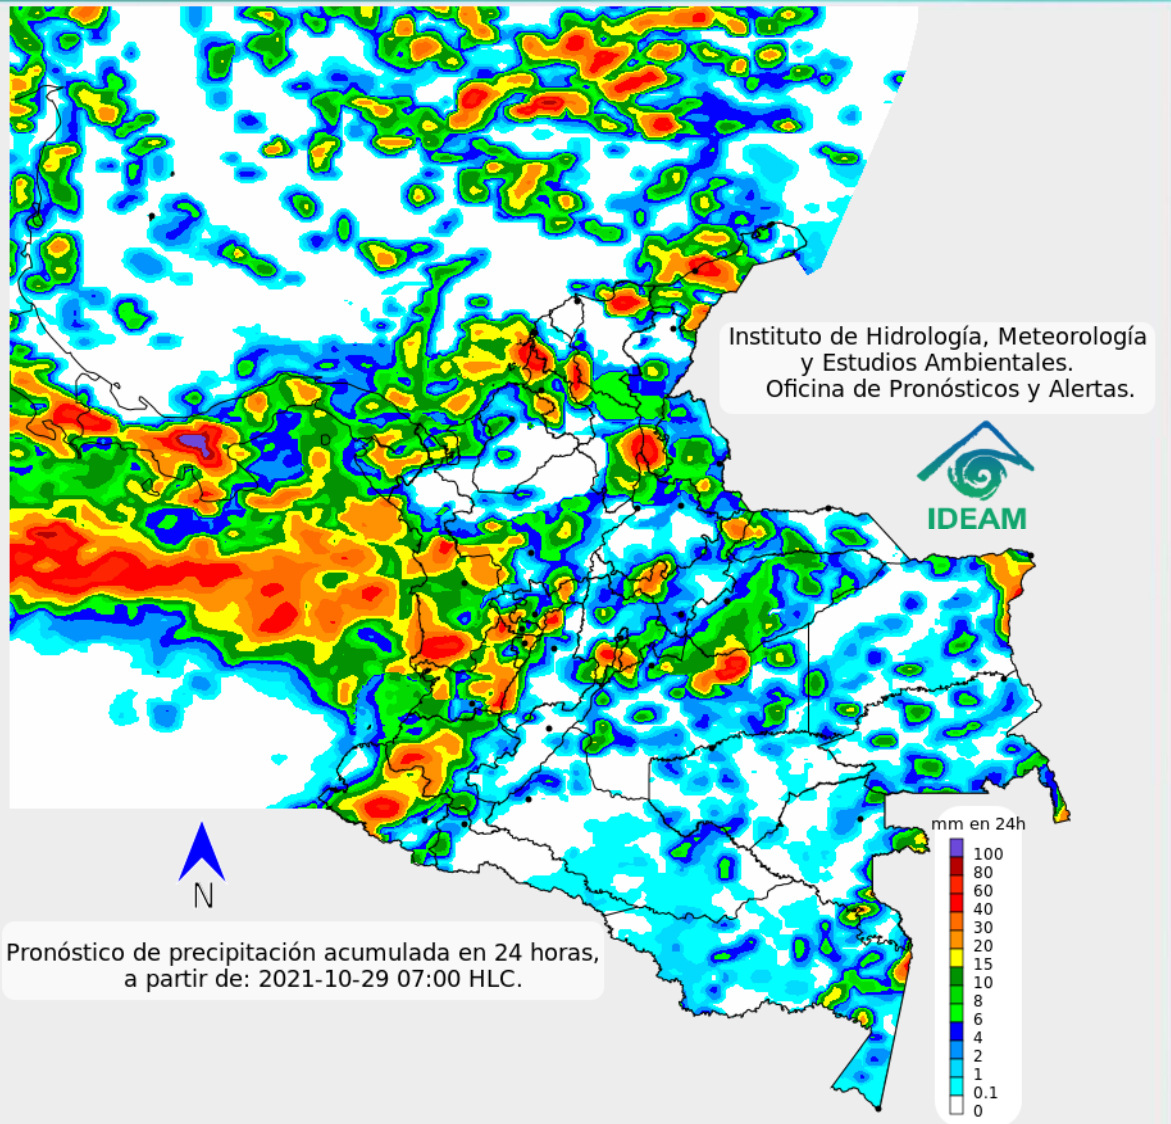 Instituto de Hidrología, Meteorología
y Estudios Ambientales.
Oficina de Pronósticos y Alertas.
IDEAM
mm en 24h
100
80
60
40
30
20
15
10
8
6
4
2
1
0.1
0
N
Pronóstico de precipitación acumulada en 24 horas,
a partir de: 2021-10-29 07:00 HLC.